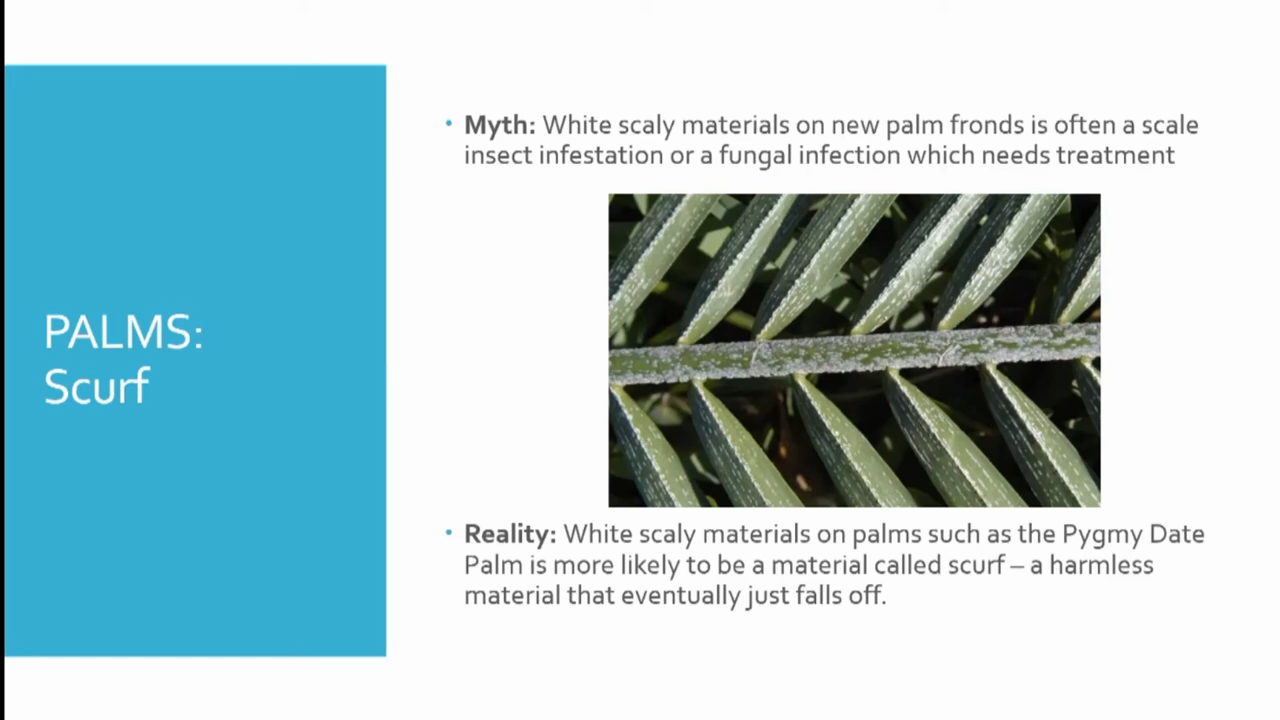 PALMS:
Scurf
• Myth: White scaly materials on new palm fronds is often a scale
insect infestation or a fungal infection which needs treatment
• Reality: White scaly materials on palms such as the Pygmy Date
Palm is more likely to be a material called scurf – a harmless
material that eventually just falls off.